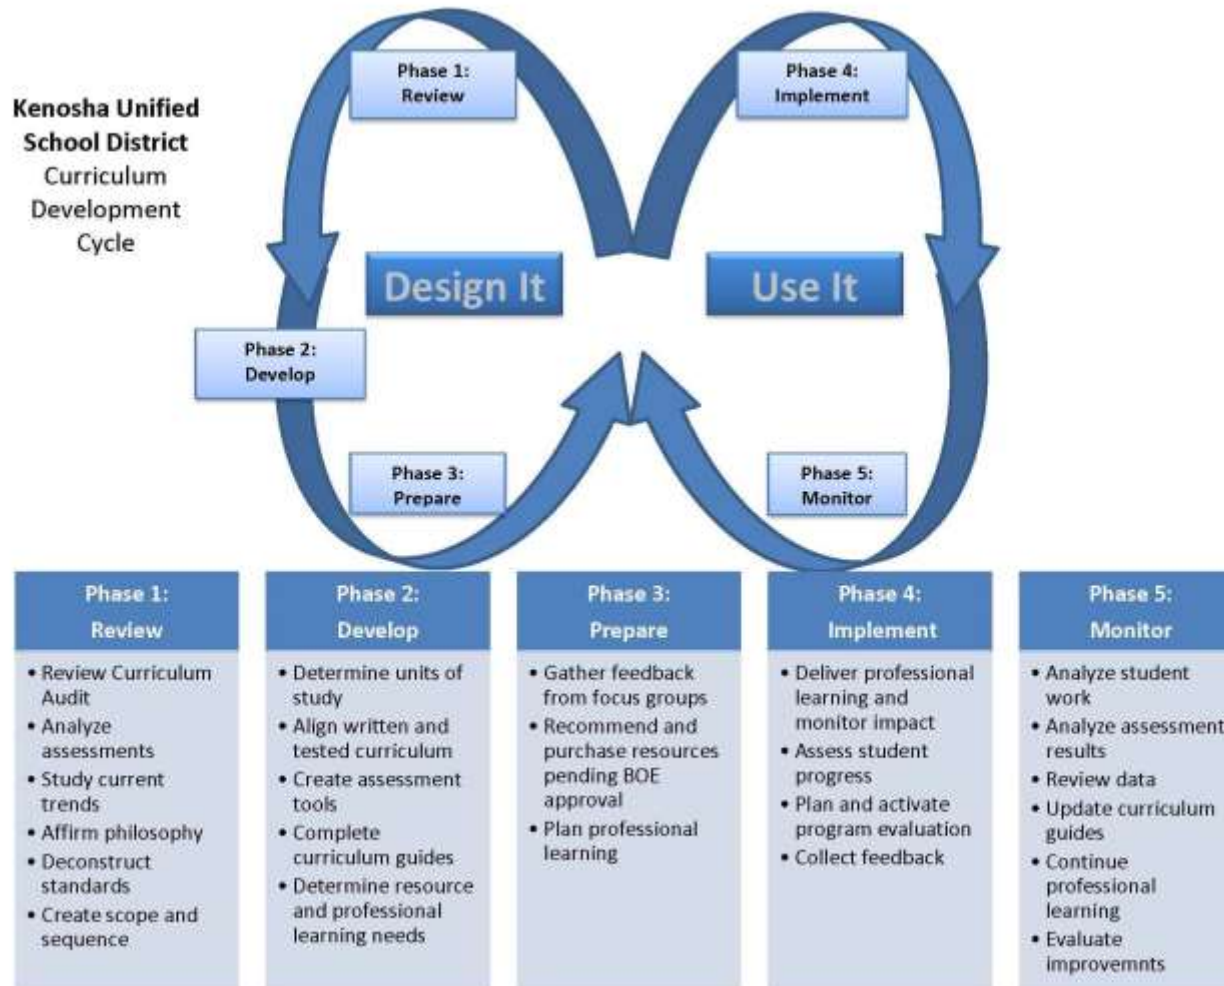 Kenosha Unified
School District
Curriculum
Development
Cycle
Phase 1:
Review
Phase 4:
Implement
Design It
Use It
Phase 2:
Develop
Phase 3:
Prepare
Phase 5:
Monitor
Phase 1:
Review
• Review Curriculum
Audit
• Analyze
assessments
• Study current
trends
• Affirm philosophy
• Deconstruct
standards
• Create scope and
sequence
Phase 2:
Develop
• Determine units of
study
• Align written and
tested curriculum
• Create assessment
tools
• Complete
curriculum guides
• Determine resource
and professional
learning needs
Phase 3:
Prepare
• Gather feedback
from focus groups
• Recommend and
purchase resources
pending BOE
approval
• Plan professional
learning
Phase 4:
Implement
• Deliver professional
learning and
monitor impact
• Assess student
progress
• Plan and activate
program evaluation
• Collect feedback
Phase 5:
Monitor
• Analyze student
work
• Analyze assessment
results
• Review data
• Update curriculum
guides
• Continue
professional
learning
• Evaluate
improvemnts